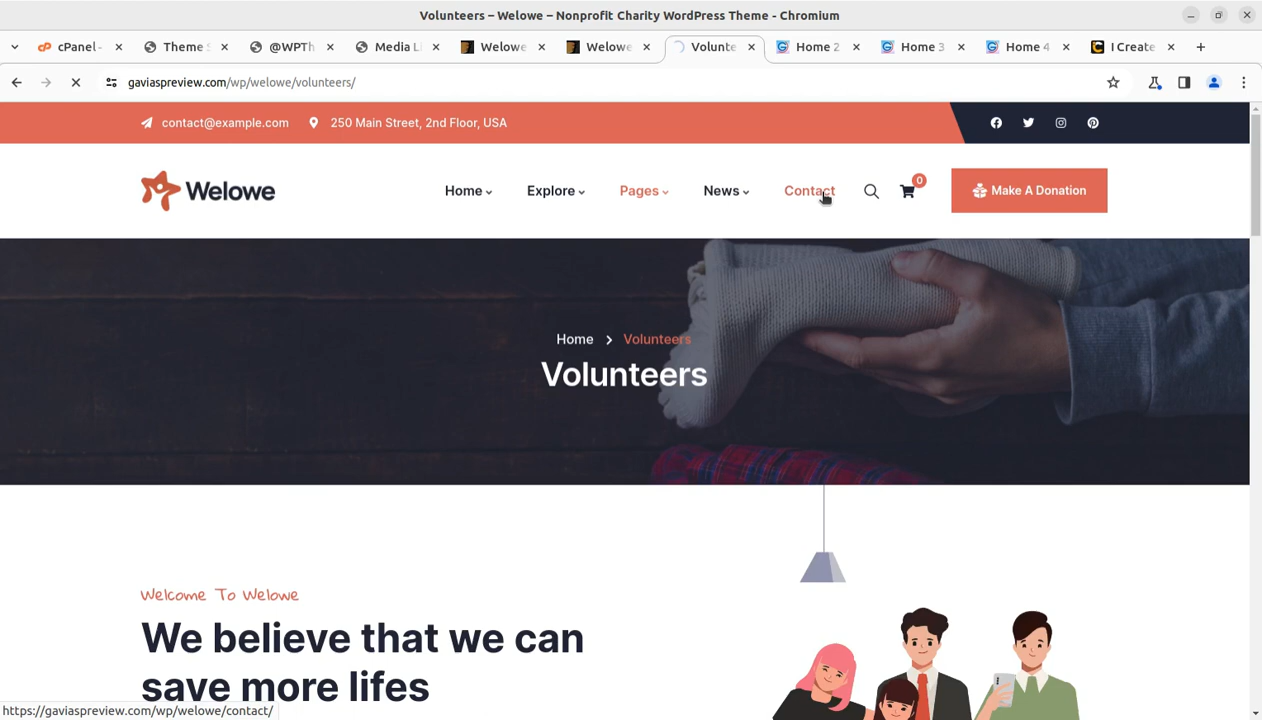 Volunteers – Welowe – Nonprofit Charity WordPress Theme - Chromium
cPanel - Theme S @WPTh Media Li Welowe Welowe Volunte Home 2 Home 3 Home 4 I Create
gaviaspreview.com/wp/welowe/volunteers/
contact@example.com 250 Main Street, 2nd Floor, USA
Welowe Home Explore Pages News Contact 0 Make A Donation
Home Volunteers
Volunteers
Welcome To Welowe
We believe that we can
save more lifes
https://gaviaspreview.com/wp/welowe/contact/